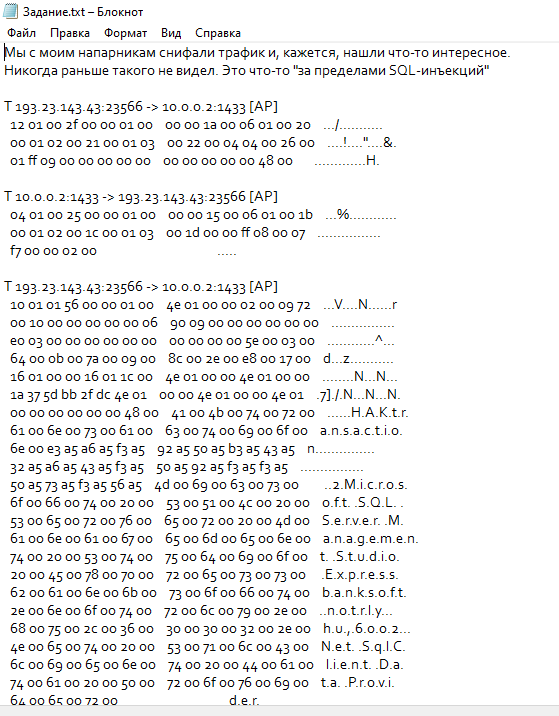 Задание.txt – Блокнот
Файл Правка Формат Вид Справка
Мы с моим напарникам снифали трафик и, кажется, нашли что-то интересное.
Никогда раньше такого не видел. Это что-то "за пределами SQL-инъекций"
T 193.23.143.43:23566 -> 10.0.0.2:1433 [AP]
12 01 00 2f 00 00 01 00 00 00 1a 00 06 01 00 20 .../...........
00 01 02 00 21 00 01 03 00 22 00 04 04 00 26 00 ....!...."....&.
01 ff 09 00 00 00 00 00 00 00 00 00 00 48 00 .............H.
T 10.0.0.2:1433 -> 193.23.143.43:23566 [AP]
04 01 00 25 00 00 01 00 00 00 15 00 06 01 00 1b ...%............
00 01 02 00 1c 00 01 03 00 1d 00 00 ff 08 00 07 ................
f7 00 00 02 00 .....
T 193.23.143.43:23566 -> 10.0.0.2:1433 [AP]
10 01 01 56 00 00 01 00 4e 01 00 00 02 00 09 72 ...V....N......r
00 10 00 00 00 00 00 06 90 09 00 00 00 00 00 00 ................
e0 03 00 00 00 00 00 00 00 00 00 00 5e 00 03 00 ............^...
64 00 0b 00 7a 00 09 00 8c 00 2e 00 e8 00 17 00 d...z...........
16 01 00 00 16 01 1c 00 4e 01 00 00 4e 01 00 00 ........N...N...
1a 37 5d bb 2f dc 4e 01 00 00 4e 01 00 00 4e 01 .7]./.N...N...N.
00 00 00 00 00 00 48 00 41 00 4b 00 74 00 72 00 ......H.A.K.t.r.
61 00 6e 00 73 00 61 00 63 00 74 00 69 00 6f 00 a.n.s.a.c.t.i.o.
6e 00 e3 a5 a6 a5 f3 a5 92 a5 50 a5 b3 a5 43 a5 n...............
32 a5 a6 a5 43 a5 f3 a5 50 a5 92 a5 f3 a5 f3 a5 ................
50 a5 73 a5 f3 a5 56 a5 4d 00 69 00 63 00 73 00 ..2.M.i.c.r.o.s.
6f 00 66 00 74 00 20 00 53 00 51 00 4c 00 20 00 o.f.t. .S.Q.L. .
53 00 65 00 72 00 76 00 65 00 72 00 20 00 4d 00 S.e.r.v.e.r. .M.
61 00 6e 00 61 00 67 00 65 00 6d 00 65 00 6e 00 a.n.a.g.e.m.e.n.
74 00 20 00 53 00 74 00 75 00 64 00 69 00 6f 00 t. .S.t.u.d.i.o.
20 00 45 00 78 00 70 00 72 00 65 00 73 00 73 00 .E.x.p.r.e.s.s.
62 00 61 00 6e 00 6b 00 73 00 6f 00 66 00 74 00 b.a.n.k.s.o.f.t.
2e 00 6e 00 6f 00 74 00 72 00 6c 00 79 00 2e 00 ..n.o.t.r.l.y...
68 00 75 00 2c 00 36 00 30 00 30 00 32 00 2e 00 h.u.,.6.0.0.2...
4e 00 65 00 74 00 20 00 53 00 71 00 6c 00 43 00 N.e.t. .S.q.l.C.
6c 00 69 00 65 00 6e 00 74 00 20 00 44 00 61 00 l.i.e.n.t. .D.a.
74 00 61 00 20 00 50 00 72 00 6f 00 76 00 69 00 t.a. .P.r.o.v.i.
64 00 65 00 72 00 d.e.r.